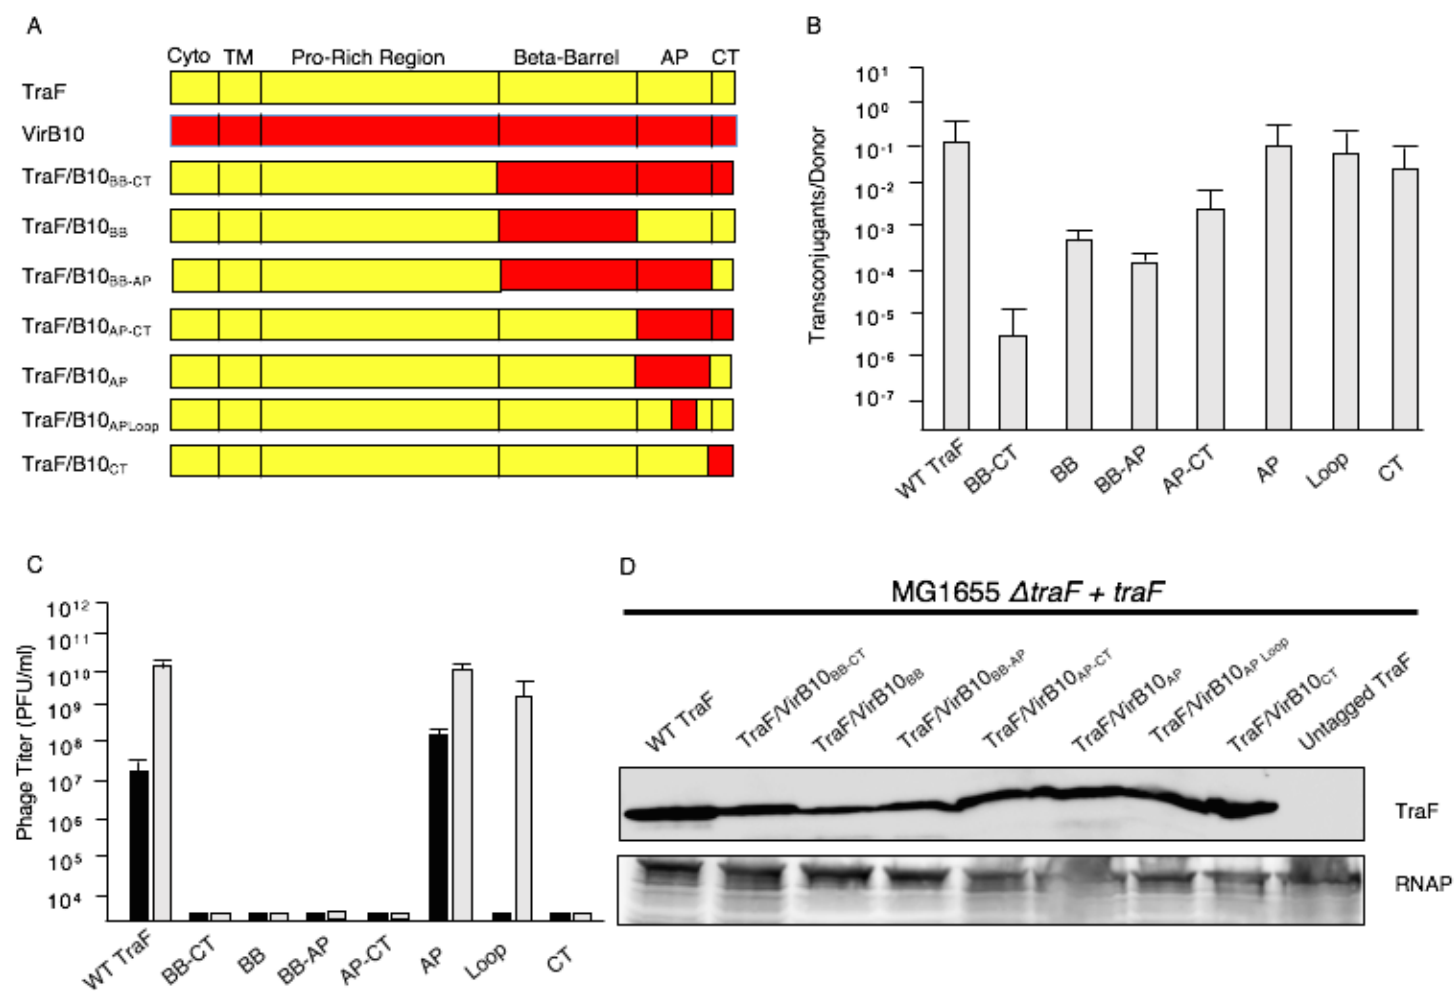 A
Cyto TM Pro-Rich Region Beta-Barrel AP CT
TraF
VirB10
TraF/B10BB-CT
TraF/B10BB
TraF/B10BB-AP
TraF/B10AP-CT
TraF/B10AP
TraF/B10APLoop
TraF/B10CT
B
Transconjugants/Donor
10¹
10⁰
10⁻¹
10⁻²
10⁻³
10⁻⁴
10⁻⁵
10⁻⁶
10⁻⁷
WT TraF BB-CT BB BB-AP AP-CT AP Loop CT
C
Phage Titer (PFU/ml)
10¹²
10¹¹
10¹⁰
10⁹
10⁸
10⁷
10⁶
10⁵
10⁴
WT TraF BB-CT BB BB-AP AP-CT AP Loop CT
D
MG1655 ΔtraF + traF
WT TraF TraF/VirB10BB-CT TraF/VirB10BB TraF/VirB10BB-AP TraF/VirB10AP-CT TraF/VirB10AP TraF/VirB10AP Loop TraF/VirB10CT Untagged TraF
TraF
RNAP